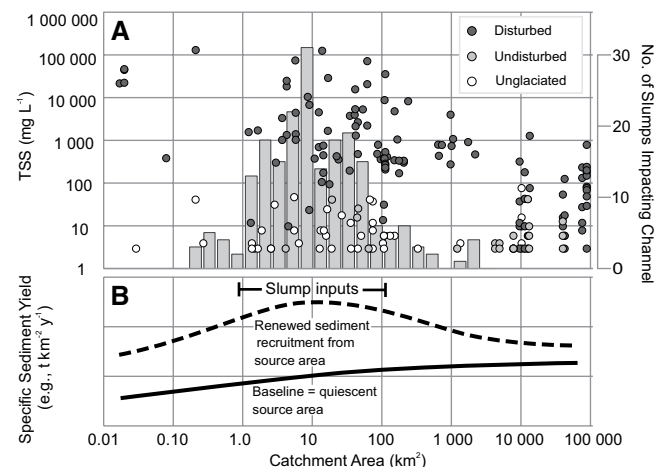 A
1 000 000
100 000
10 000
1 000
100
10
1
TSS (mg L⁻¹)
Disturbed
Undisturbed
Unglaciated
30
20
10
0
No. of Slumps Impacting Channel
B
Slump inputs
Renewed sediment
recruitment from
source area
Baseline = quiescent
source area
Specific Sediment Yield
(e.g., t km⁻² y⁻¹)
0.01
0.10
1.0
10
100
1 000
10 000
100 000
Catchment Area (km²)